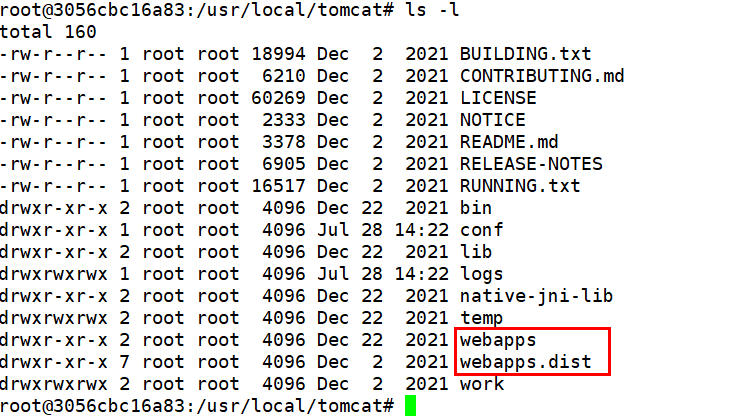 root@3056cbc16a83:/usr/local/tomcat# ls -l
total 160
-rw-r--r-- 1 root root 18994 Dec  2  2021 BUILDING.txt
-rw-r--r-- 1 root root  6210 Dec  2  2021 CONTRIBUTING.md
-rw-r--r-- 1 root root 60269 Dec  2  2021 LICENSE
-rw-r--r-- 1 root root  2333 Dec  2  2021 NOTICE
-rw-r--r-- 1 root root  3378 Dec  2  2021 README.md
-rw-r--r-- 1 root root  6905 Dec  2  2021 RELEASE-NOTES
-rw-r--r-- 1 root root 16517 Dec  2  2021 RUNNING.txt
drwxr-xr-x 2 root root  4096 Dec 22  2021 bin
drwxr-xr-x 1 root root  4096 Jul 28 14:22 conf
drwxr-xr-x 2 root root  4096 Dec 22  2021 lib
drwxrwxrwx 1 root root  4096 Jul 28 14:22 logs
drwxr-xr-x 2 root root  4096 Dec 22  2021 native-jni-lib
drwxrwxrwx 2 root root  4096 Dec 22  2021 temp
drwxr-xr-x 2 root root  4096 Dec 22  2021 webapps
drwxr-xr-x 7 root root  4096 Dec  2  2021 webapps.dist
drwxrwxrwx 2 root root  4096 Dec  2  2021 work
root@3056cbc16a83:/usr/local/tomcat#